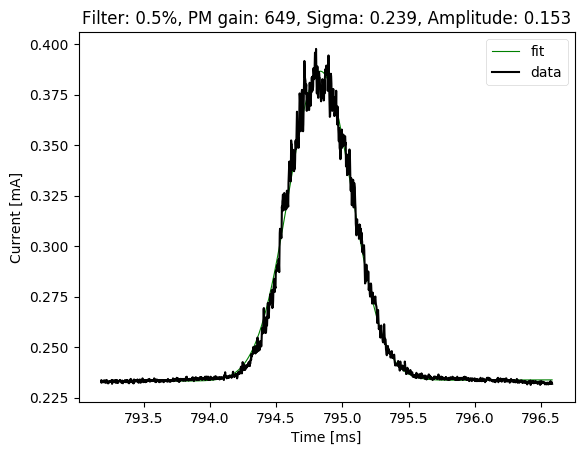 Filter: 0.5%, PM gain: 649, Sigma: 0.239, Amplitude: 0.153
fit
data
0.400
0.375
0.350
0.325
0.300
0.275
0.250
0.225
Current [mA]
793.5 794.0 794.5 795.0 795.5 796.0 796.5
Time [ms]